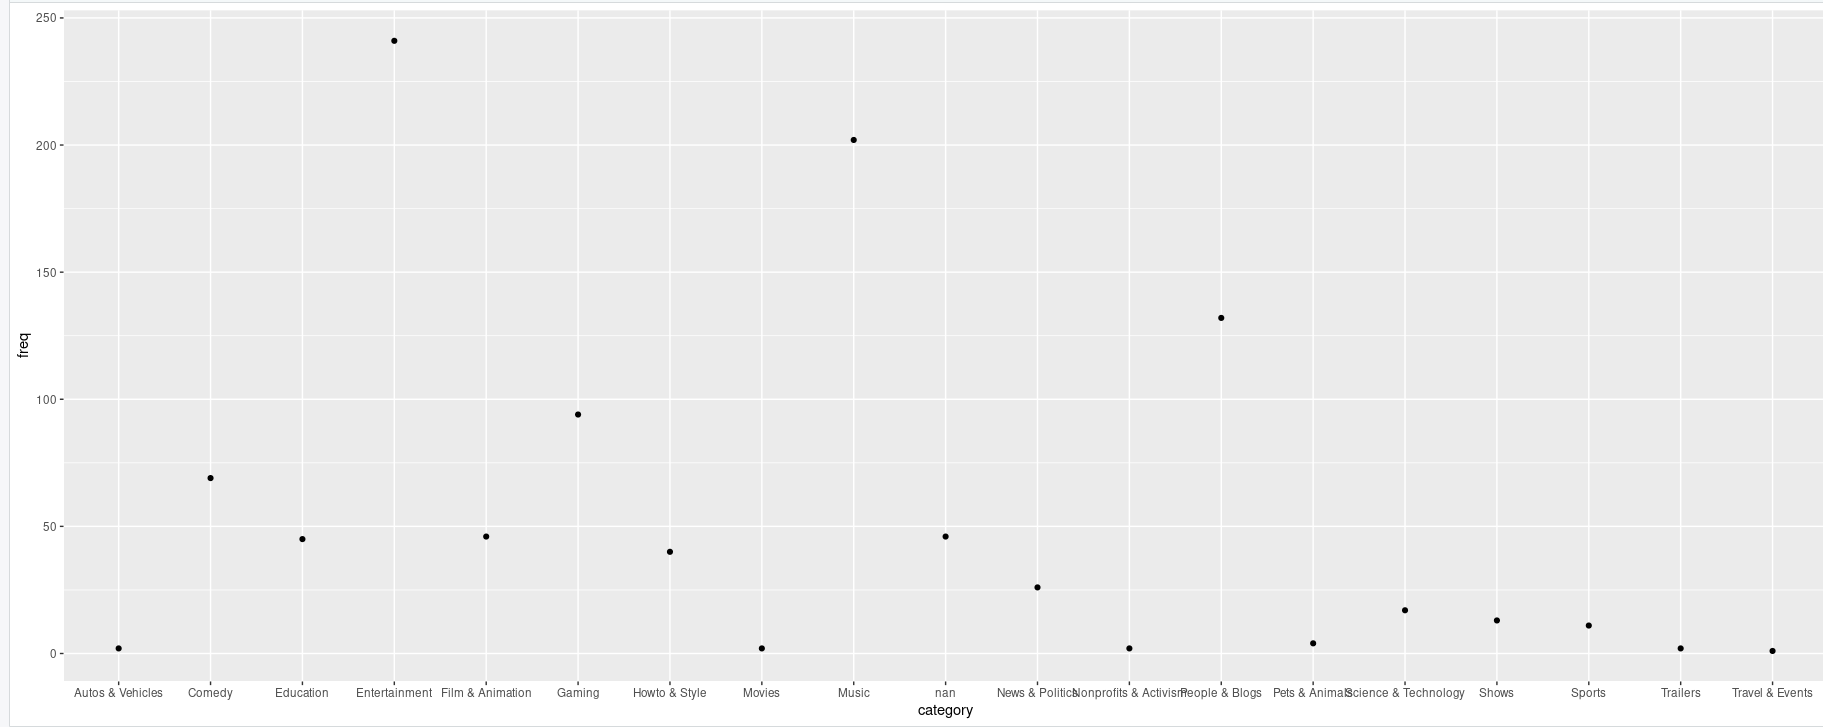 250
200
150
100
50
0
freq
Autos & Vehicles Comedy Education Entertainment Film & Animation Gaming Howto & Style Movies Music nan News & Politics Nonprofits & Activism People & Blogs Pets & Animals Science & Technology Shows Sports Trailers Travel & Events
category